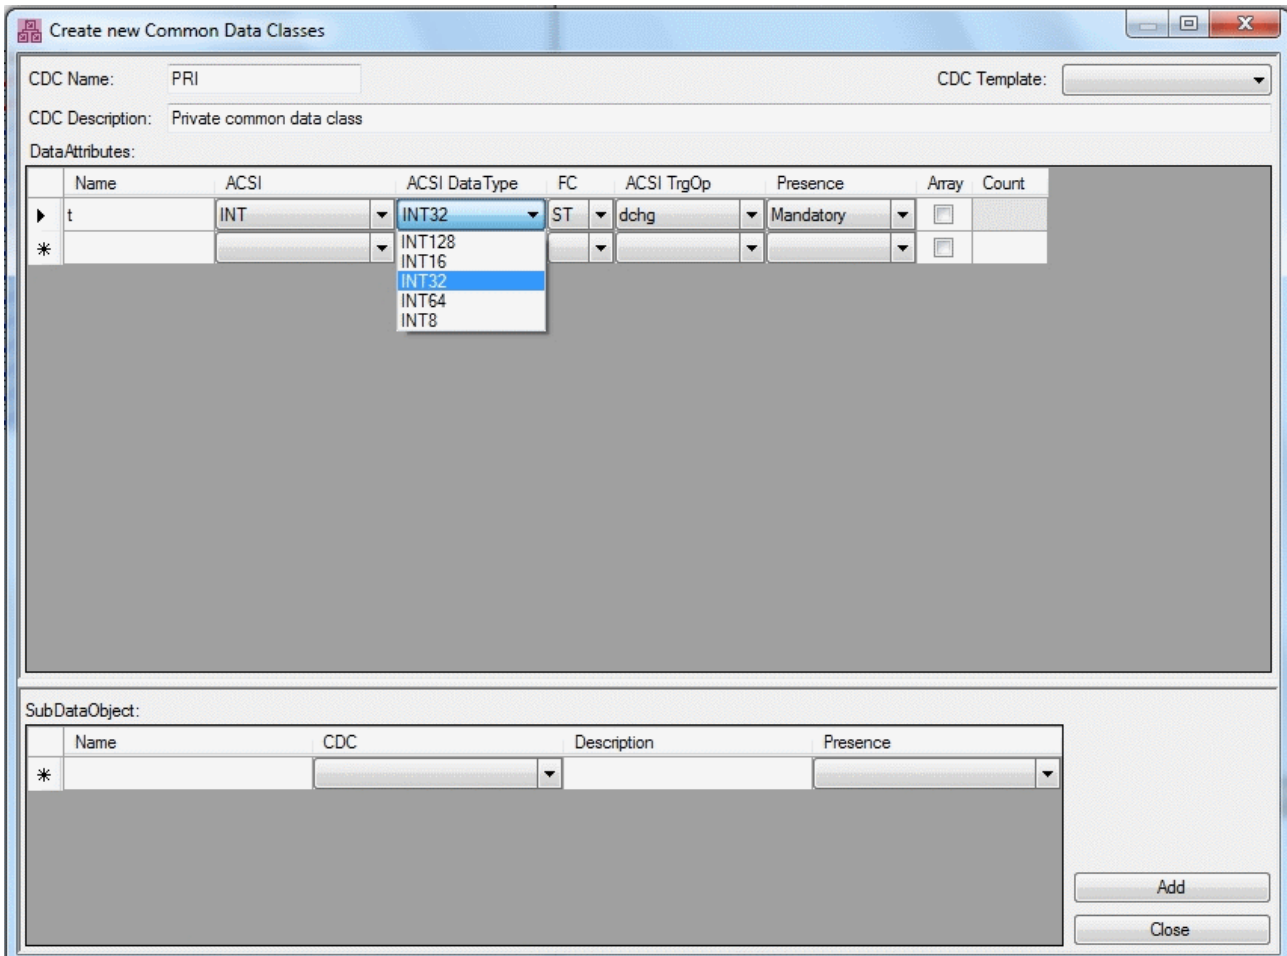 Create new Common Data Classes
CDC Name: PRI CDC Template:
CDC Description: Private common data class
DataAttributes:
Name ACSI ACSI DataType FC ACSI TrgOp Presence Array Count
t INT INT32 ST dchg Mandatory
INT128
INT16
INT32
INT64
INT8
SubDataObject:
Name CDC Description Presence
Add
Close